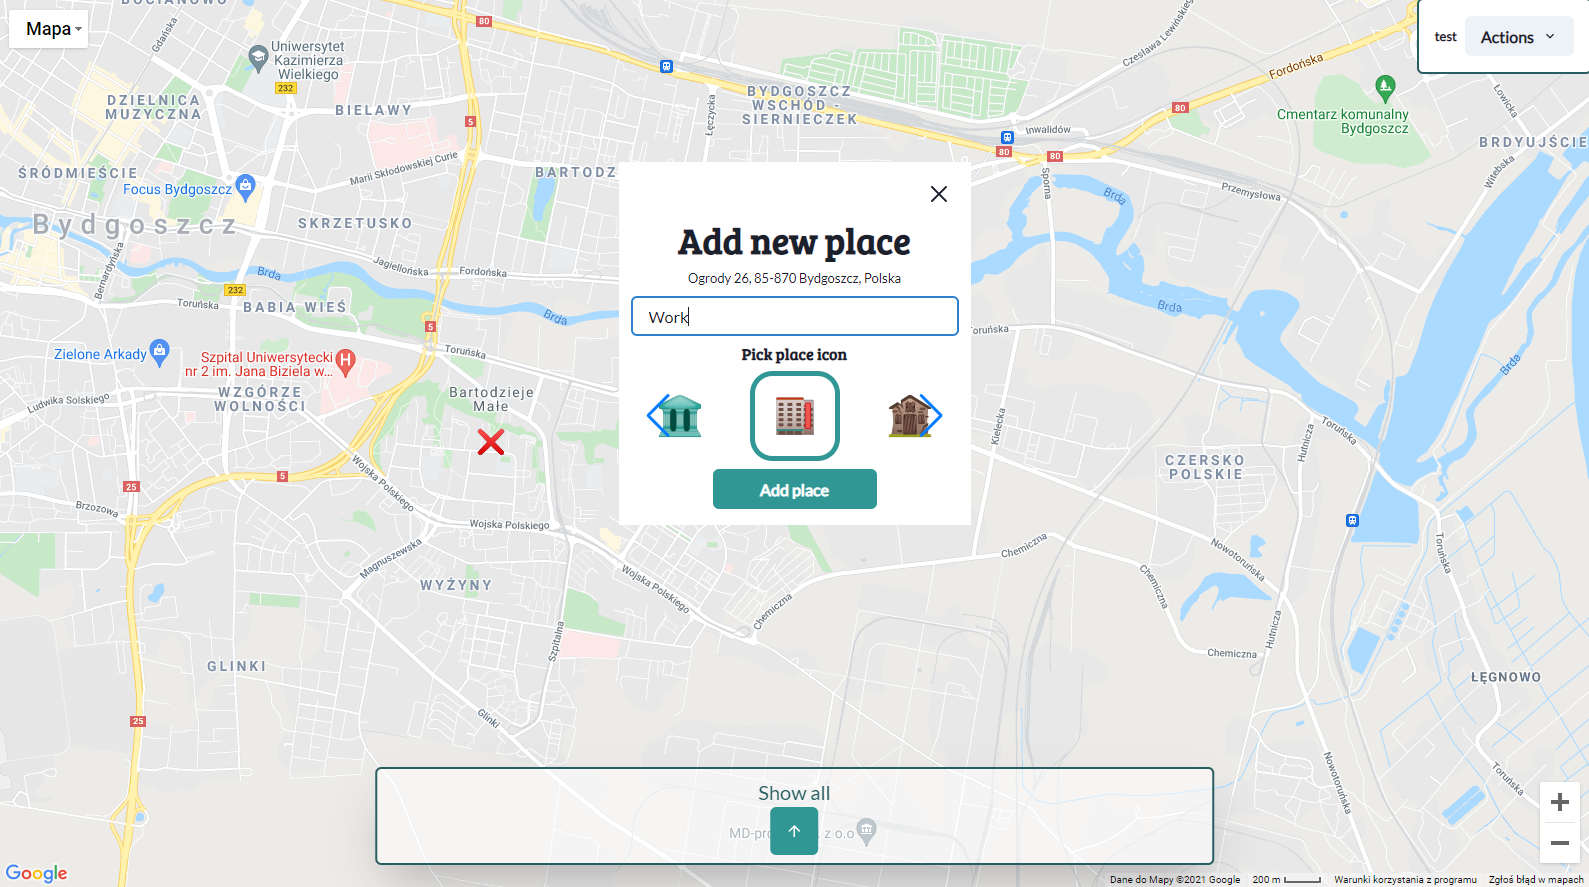 BOCIANOWO
Mapa
Gdańska
Uniwersytet
Kazimierza
Wielkiego
232
80
5
DZIELNICA
MUZYCZNA
BIELAWY
Łęczycka
BYDGOSZCZ
WSCHÓD -
SIERNIECZEK
Czesława Lewińskiego
Fordońska
80
test
Actions
Lowicka
Cmentarz komunalny
Bydgoszcz
BRDYUJŚCIE
Witebska
Inwalidów
80
80
Sporna
Przemysłowa
Brda
ŚRÓDMIEŚCIE
Focus Bydgoszcz
Marii Skłodowskiej Curie
BARTODZ
Bydgoszcz
SKRZETUSKO
Bernardyńska
Jagiellońska
Fordońska
Brda
232
Toruńska
BABIA WIEŚ
Brda
5
Add new place
Ogrody 26, 85-870 Bydgoszcz, Polska
Work
Pick place icon
Add place
Brda
Toruńska
Brda
Zielone Arkady
Szpital Uniwersytecki
nr 2 im. Jana Biziela w...
Toruńska
WZGÓRZE
WOLNOŚCI
Ludwika Solskiego
Bartodzieje
Małe
Kielecka
Toruńska
Hutnicza
CZERSKO
POLSKIE
25
5
Brzozowa
Wojska Polskiego
Wojska Polskiego
Magnuszewska
WYŻYNY
Wojska Polskiego
Chemiczna
Chemiczna
Chemiczna
Nowotoruńska
Toruńska
Hutnicza
Szpitalna
GLINKI
Chemiczna
ŁĘGNOWO
25
Glinki
Nowotoruńska
Toruńska
Show all
MD-pro
z o.o
Google
Dane do Mapy ©2021 Google
200 m
Warunki korzystania z programu
Zgłoś błąd w mapach